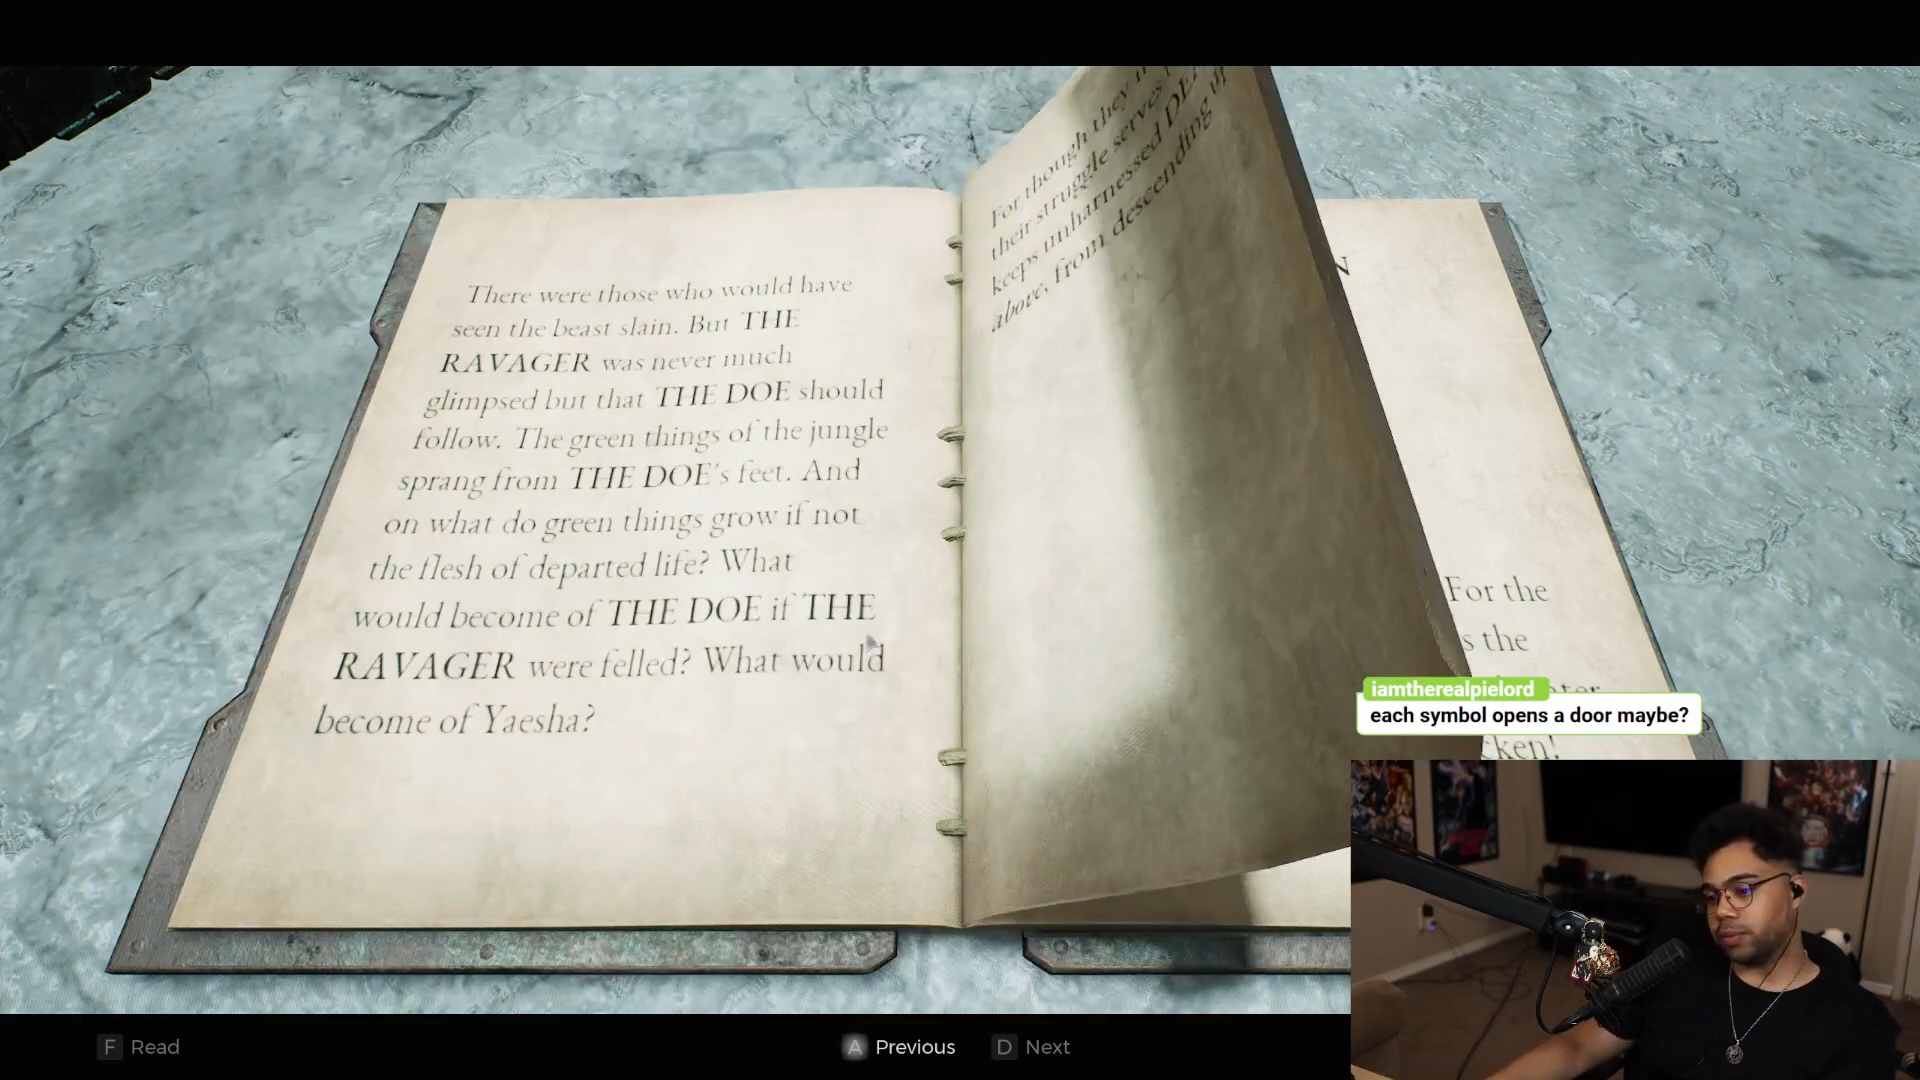 There were those who would have
seen the beast slain. But THE
RAVAGER was never much
glimpsed but that THE DOE should
follow. The green things of the jungle
sprang from THE DOE's feet. And
on what do green things grow if not
the flesh of departed life? What
would become of THE DOE if THE
RAVAGER were felled? What would
become of Yaesha?
For though they
their struggle serves
keeps unharnessed
above, from descending
For the
s the
cken!
iamtherealpielord
each symbol opens a door maybe?
F Read
A Previous
D Next